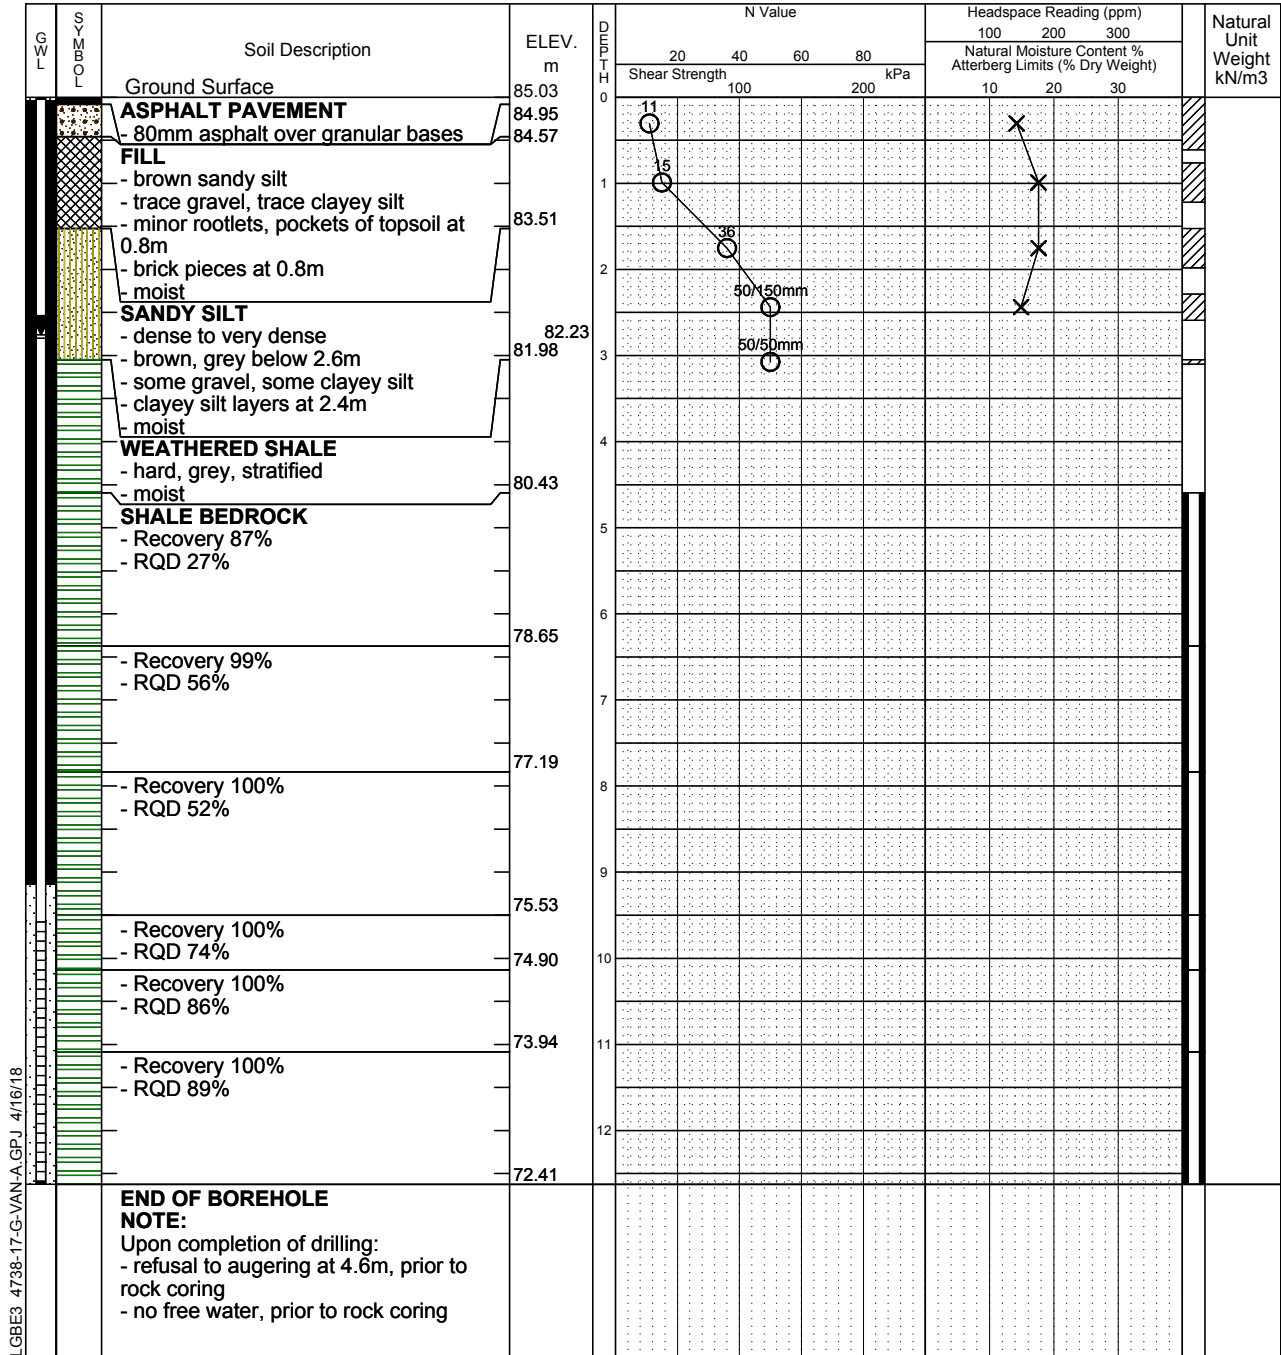 GWL
SYMBOL
Soil Description
ELEV.
m
DEPTH
N Value
20 40 60 80
Shear Strength kPa
100 200
Headspace Reading (ppm)
100 200 300
Natural Moisture Content %
Atterberg Limits (% Dry Weight)
10 20 30
Natural
Unit
Weight
kN/m3
Ground Surface 85.03 0
ASPHALT PAVEMENT 84.95
- 80mm asphalt over granular bases 84.57
11
FILL
- brown sandy silt
15
1
- trace gravel, trace clayey silt
- minor rootlets, pockets of topsoil at 83.51
0.8m
36
- brick pieces at 0.8m
2
- moist
50/150mm
SANDY SILT
- dense to very dense 82.23
50/50mm
- brown, grey below 2.6m 81.98
3
- some gravel, some clayey silt
- clayey silt layers at 2.4m
- moist
4
WEATHERED SHALE
- hard, grey, stratified
- moist 80.43
SHALE BEDROCK
5
- Recovery 87%
- RQD 27%
6
78.65
- Recovery 99%
- RQD 56%
7
77.19
- Recovery 100%
8
- RQD 52%
9
75.53
- Recovery 100%
- RQD 74%
74.90
10
- Recovery 100%
- RQD 86%
73.94
11
- Recovery 100%
- RQD 89%
12
72.41
END OF BOREHOLE
NOTE:
Upon completion of drilling:
- refusal to augering at 4.6m, prior to
rock coring
- no free water, prior to rock coring
LGBE3 4738-17-G-VAN-A.GPJ 4/16/18